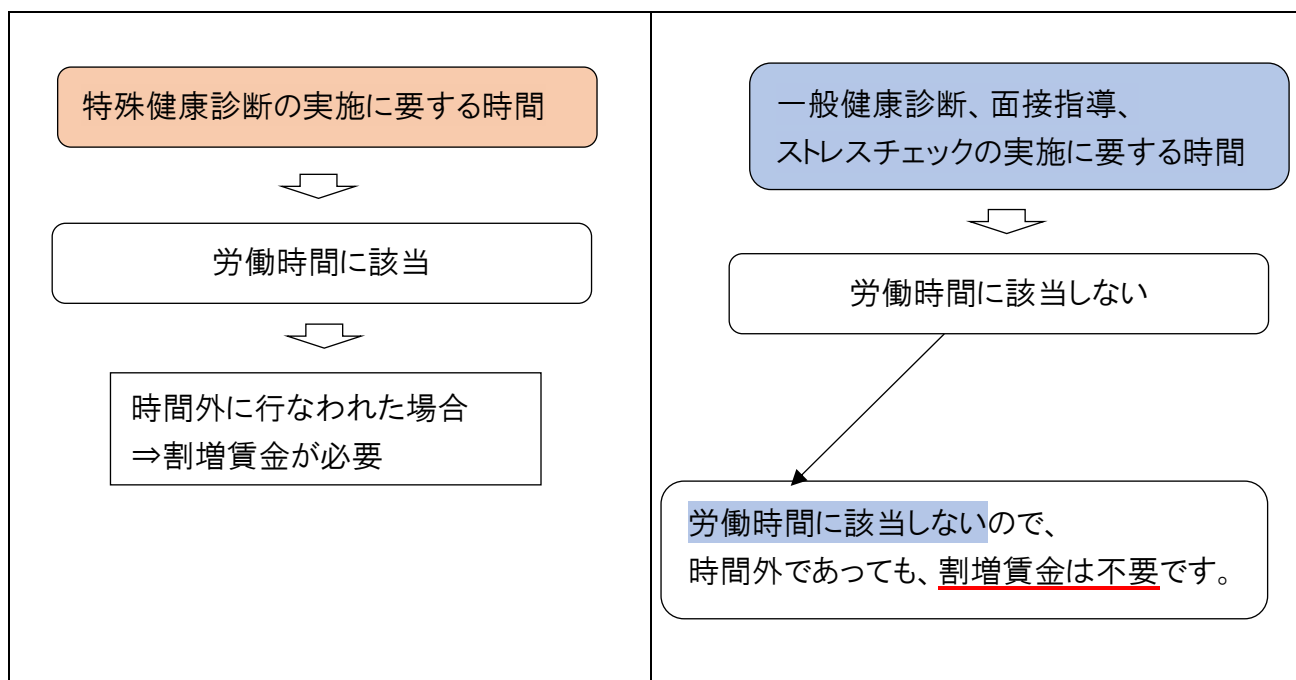 特殊健康診断の実施に要する時間
労働時間に該当
時間外に行なわれた場合
⇒割増賃金が必要
一般健康診断、面接指導、
ストレスチェックの実施に要する時間
労働時間に該当しない
労働時間に該当しないので、
時間外であっても、割増賃金は不要です。